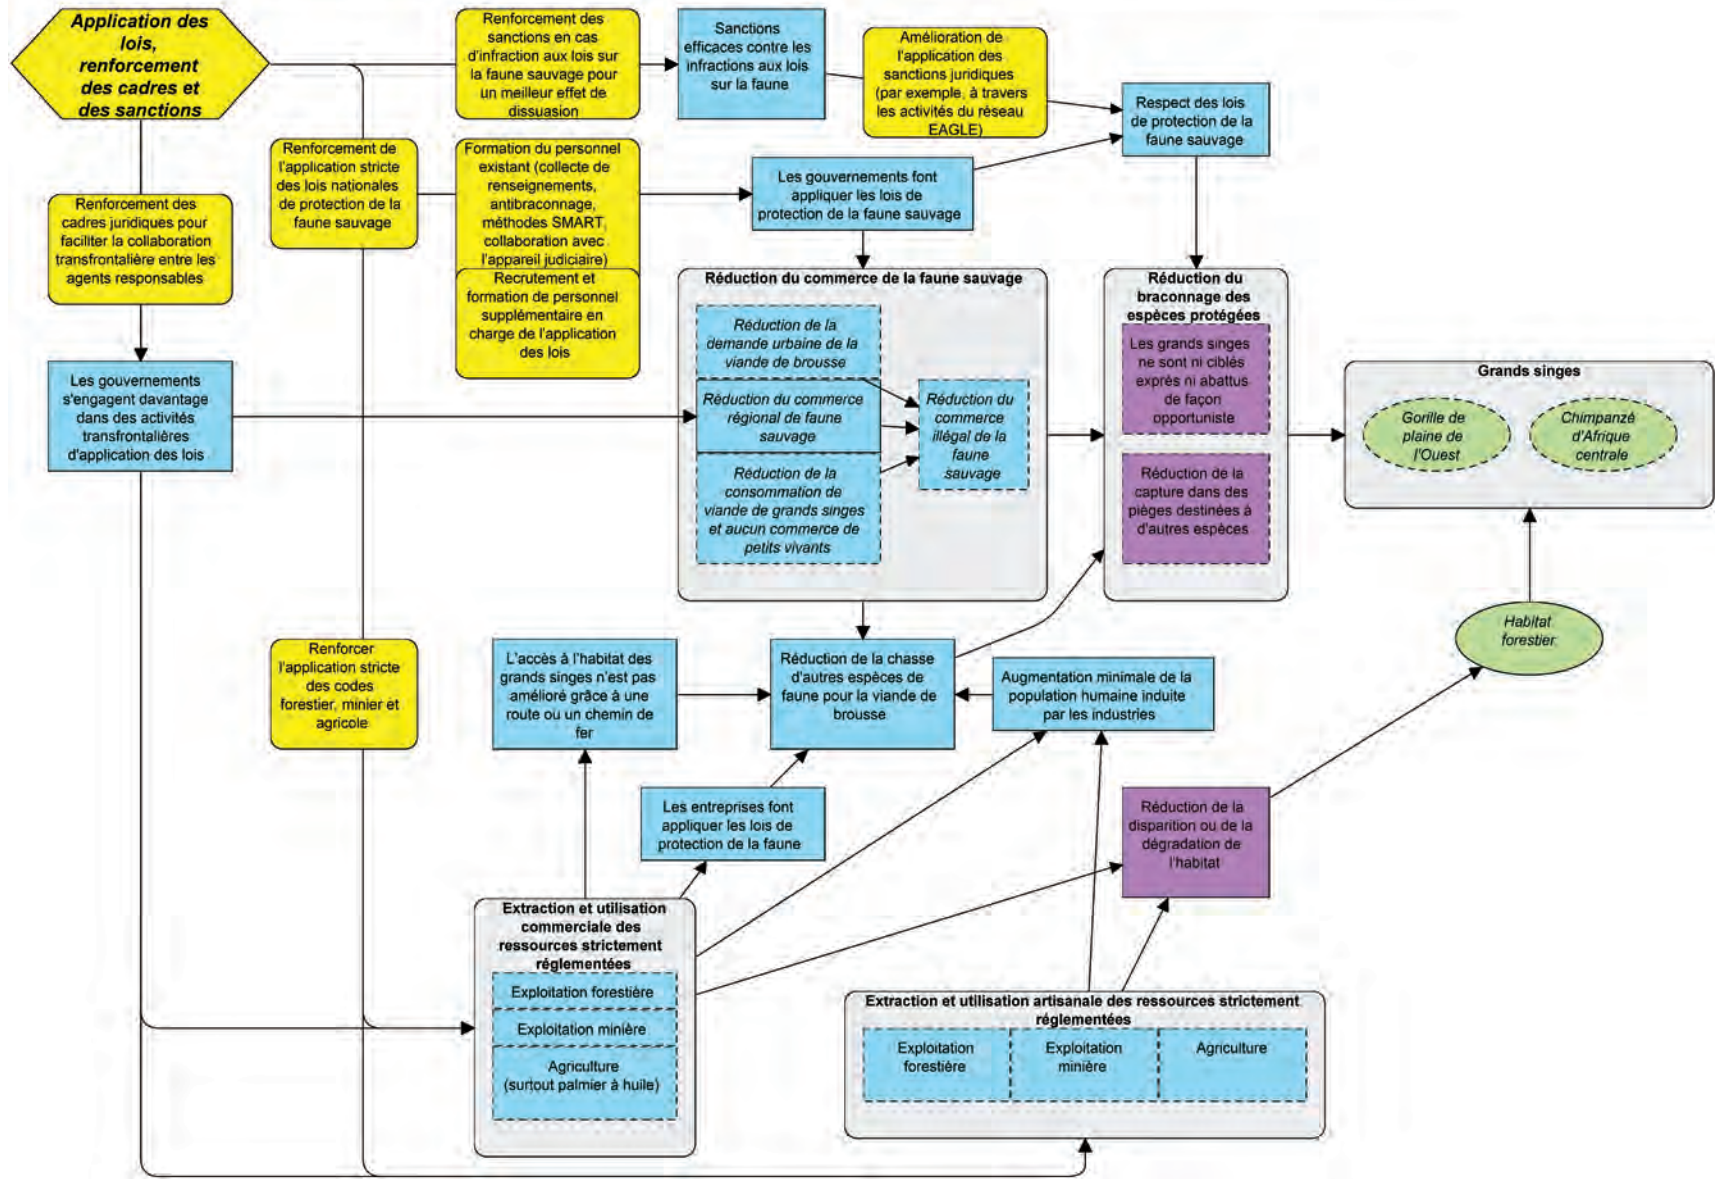 Application des
lois,
renforcement
des cadres et
des sanctions
Renforcement des
sanctions en cas
d'infraction aux lois sur
la faune sauvage pour
un meilleur effet de
dissuasion
Sanctions
efficaces contre les
infractions aux lois
sur la faune
Amélioration de
l'application des
sanctions juridiques
(par exemple, à travers
les activités du réseau
EAGLE)
Respect des lois
de protection de la
faune sauvage
Renforcement de
l'application stricte
des lois nationales
de protection de la
faune sauvage
Formation du personnel
existant (collecte de
renseignements,
antibraconnage,
méthodes SMART,
collaboration avec
l'appareil judiciaire)
Les gouvernements font
appliquer les lois de
protection de la faune sauvage
Renforcement des
cadres juridiques pour
faciliter la collaboration
transfrontalière entre les
agents responsables
Recrutement et
formation de personnel
supplémentaire en
charge de l'application
des lois
Réduction du commerce de la faune sauvage
Réduction de la
demande urbaine de la
viande de brousse
Réduction du commerce
régional de faune
sauvage
Réduction de la
consommation de
viande de grands singes
et aucun commerce de
petits vivants
Réduction du
commerce
illégal de la
faune
sauvage
Réduction du
braconnage des
espèces protégées
Les grands singes
ne sont ni ciblés
exprès ni abattus
de façon
opportuniste
Réduction de la
capture dans des
pièges destinées à
d'autres espèces
Grands singes
Gorille de
plaine de
l'Ouest
Chimpanzé
d'Afrique
centrale
Les gouvernements
s'engagent davantage
dans des activités
transfrontalières
d'application des lois
Habitat
forestier
Renforcer
l'application stricte
des codes
forestier, minier et
agricole
L'accès à l'habitat des
grands singes n'est pas
amélioré grâce à une
route ou un chemin de
fer
Réduction de la chasse
d'autres espèces de
faune pour la viande de
brousse
Augmentation minimale de la
population humaine induite
par les industries
Les entreprises font
appliquer les lois de
protection de la faune
Réduction de la
disparition ou de la
dégradation de
l'habitat
Extraction et utilisation
commerciale des
ressources strictement
réglementées
Exploitation forestière
Exploitation minière
Agriculture
(surtout palmier à huile)
Extraction et utilisation artisanale des ressources strictement
réglementées
Exploitation
forestière
Exploitation
minière
Agriculture